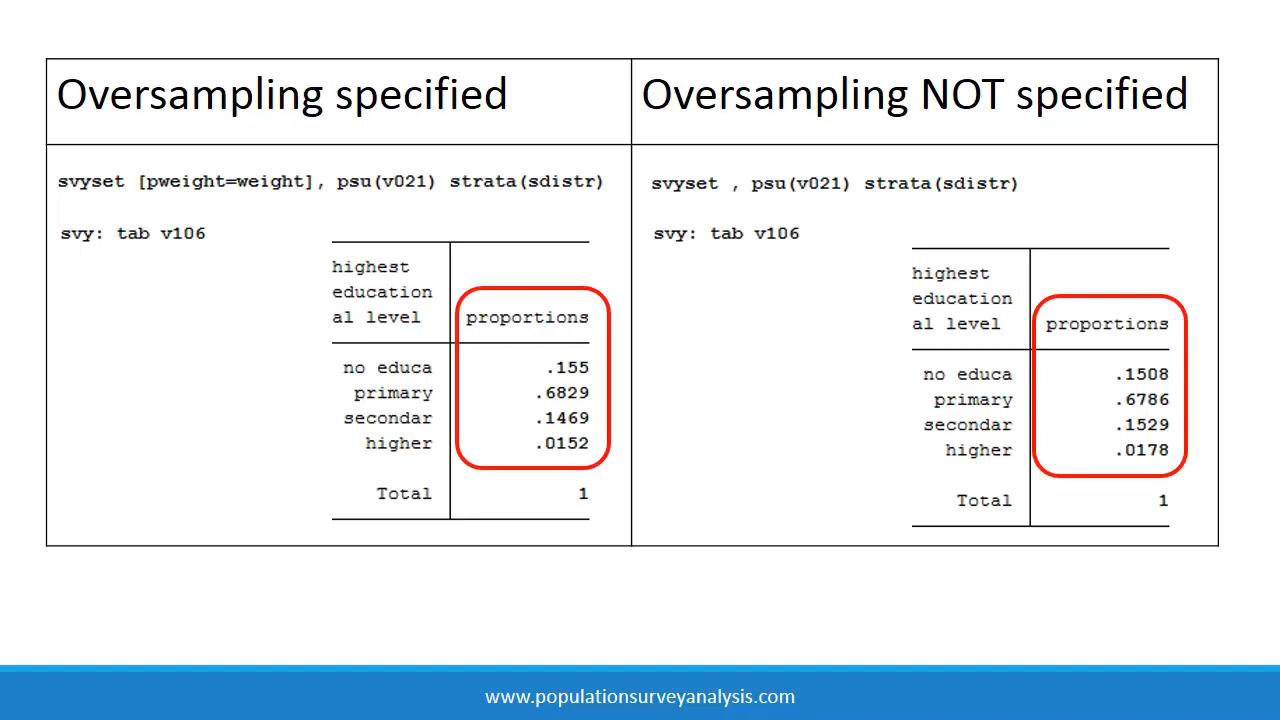 Oversampling specified
svyset [pweight=weight], psu(v021) strata(sdistr)
svy: tab v106
highest
education
al level proportions
no educa .155
primary .6829
secondar .1469
higher .0152
Total 1
Oversampling NOT specified
svyset , psu(v021) strata(sdistr)
svy: tab v106
highest
education
al level proportions
no educa .1508
primary .6786
secondar .1529
higher .0178
Total 1
www.populationsurveyanalysis.com